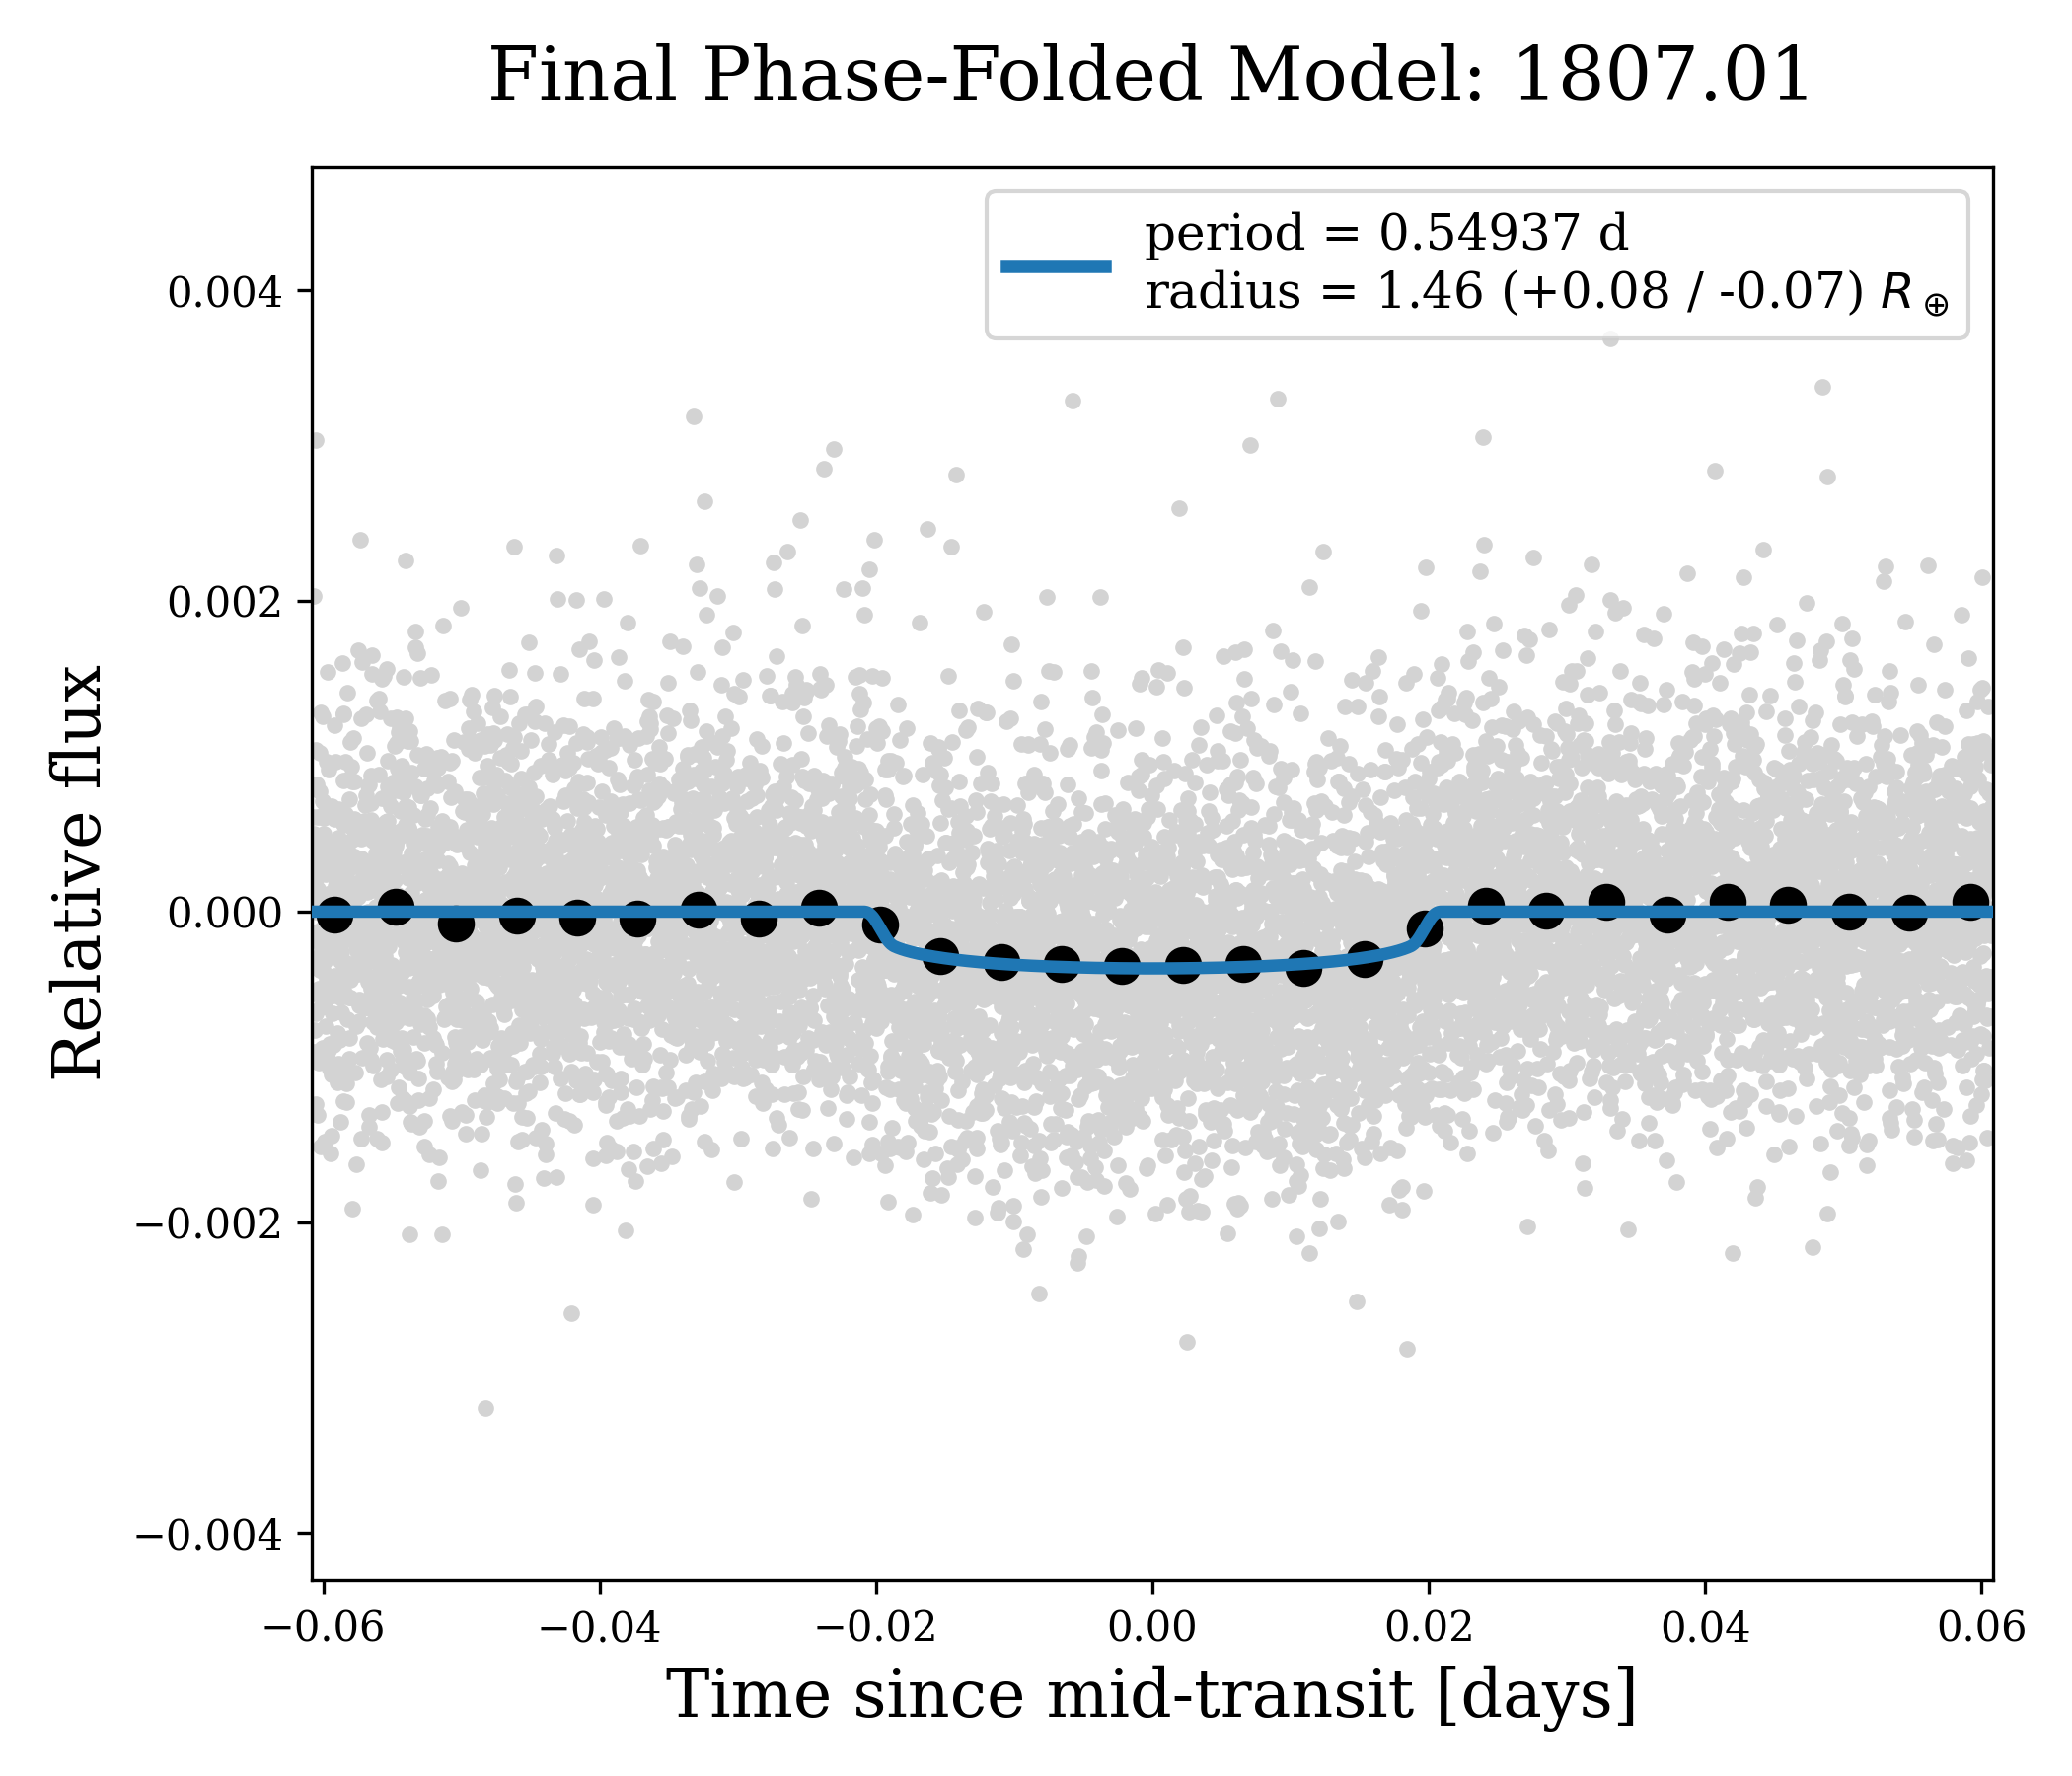 Final Phase-Folded Model: 1807.01
period = 0.54937 d
radius = 1.46 (+0.08 / -0.07) R⊕
0.004
0.002
0.000
−0.002
−0.004
Relative flux
−0.06 −0.04 −0.02 0.00 0.02 0.04 0.06
Time since mid-transit [days]